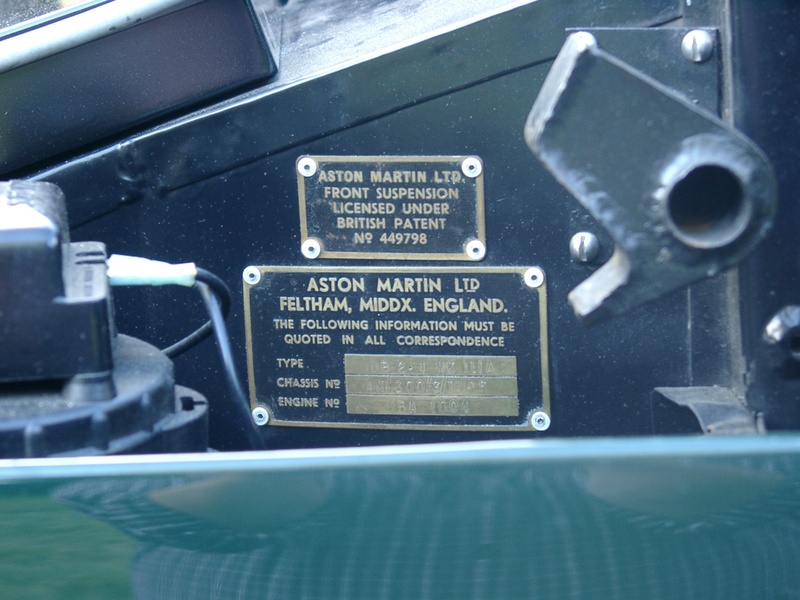 ASTON MARTIN LTD.
FRONT SUSPENSION
LICENSED UNDER
BRITISH PATENT
Nº 449798
ASTON MARTIN LTD
FELTHAM, MIDDX. ENGLAND.
THE FOLLOWING INFORMATION MUST BE
QUOTED IN ALL CORRESPONDENCE
TYPE
CHASSIS Nº
ENGINE Nº